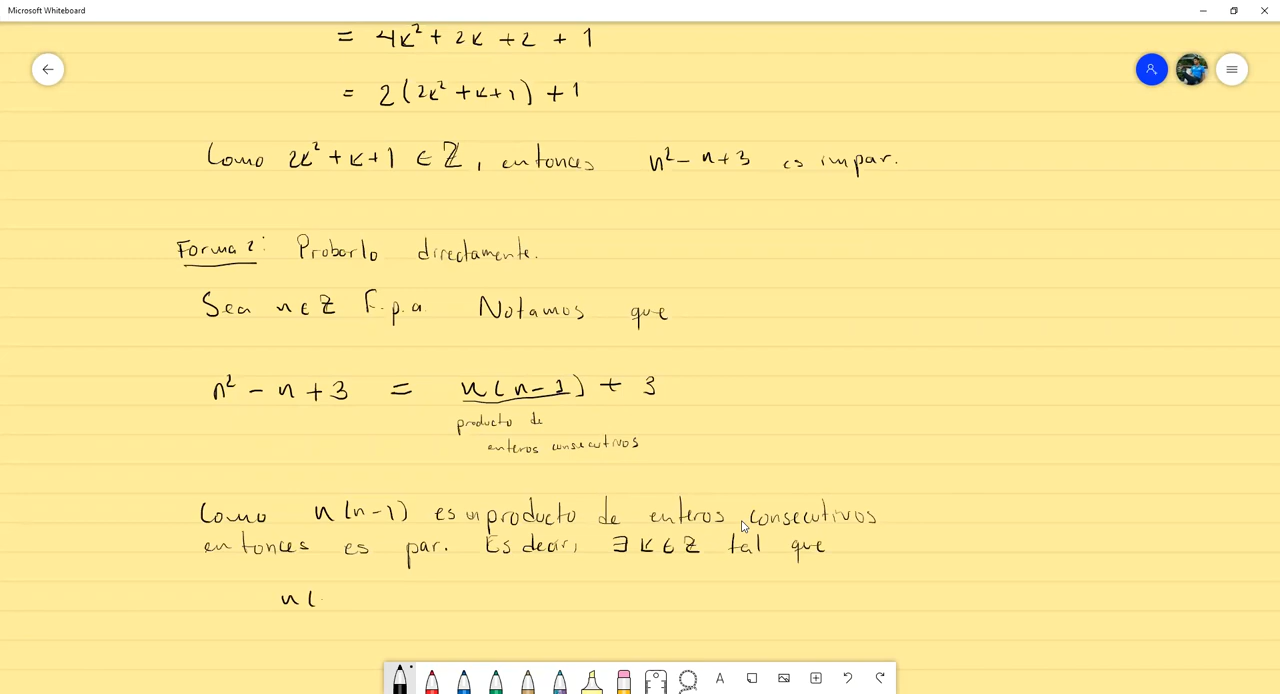 Microsoft Whiteboard
= 4k² + 2k + 2 + 1
= 2(2k² + k + 1) + 1
Como 2k² + k + 1 ∈ ℤ, entonces n² - n + 3 es impar.
Forma 2: Probarlo directamente.
Sea n ∈ ℤ F.p.a. Notamos que
n² - n + 3 = n(n - 1) + 3
producto de
enteros consecutivos
Como n(n-1) es un producto de enteros consecutivos
entonces es par. Es decir, ∃ k ∈ ℤ tal que
n(